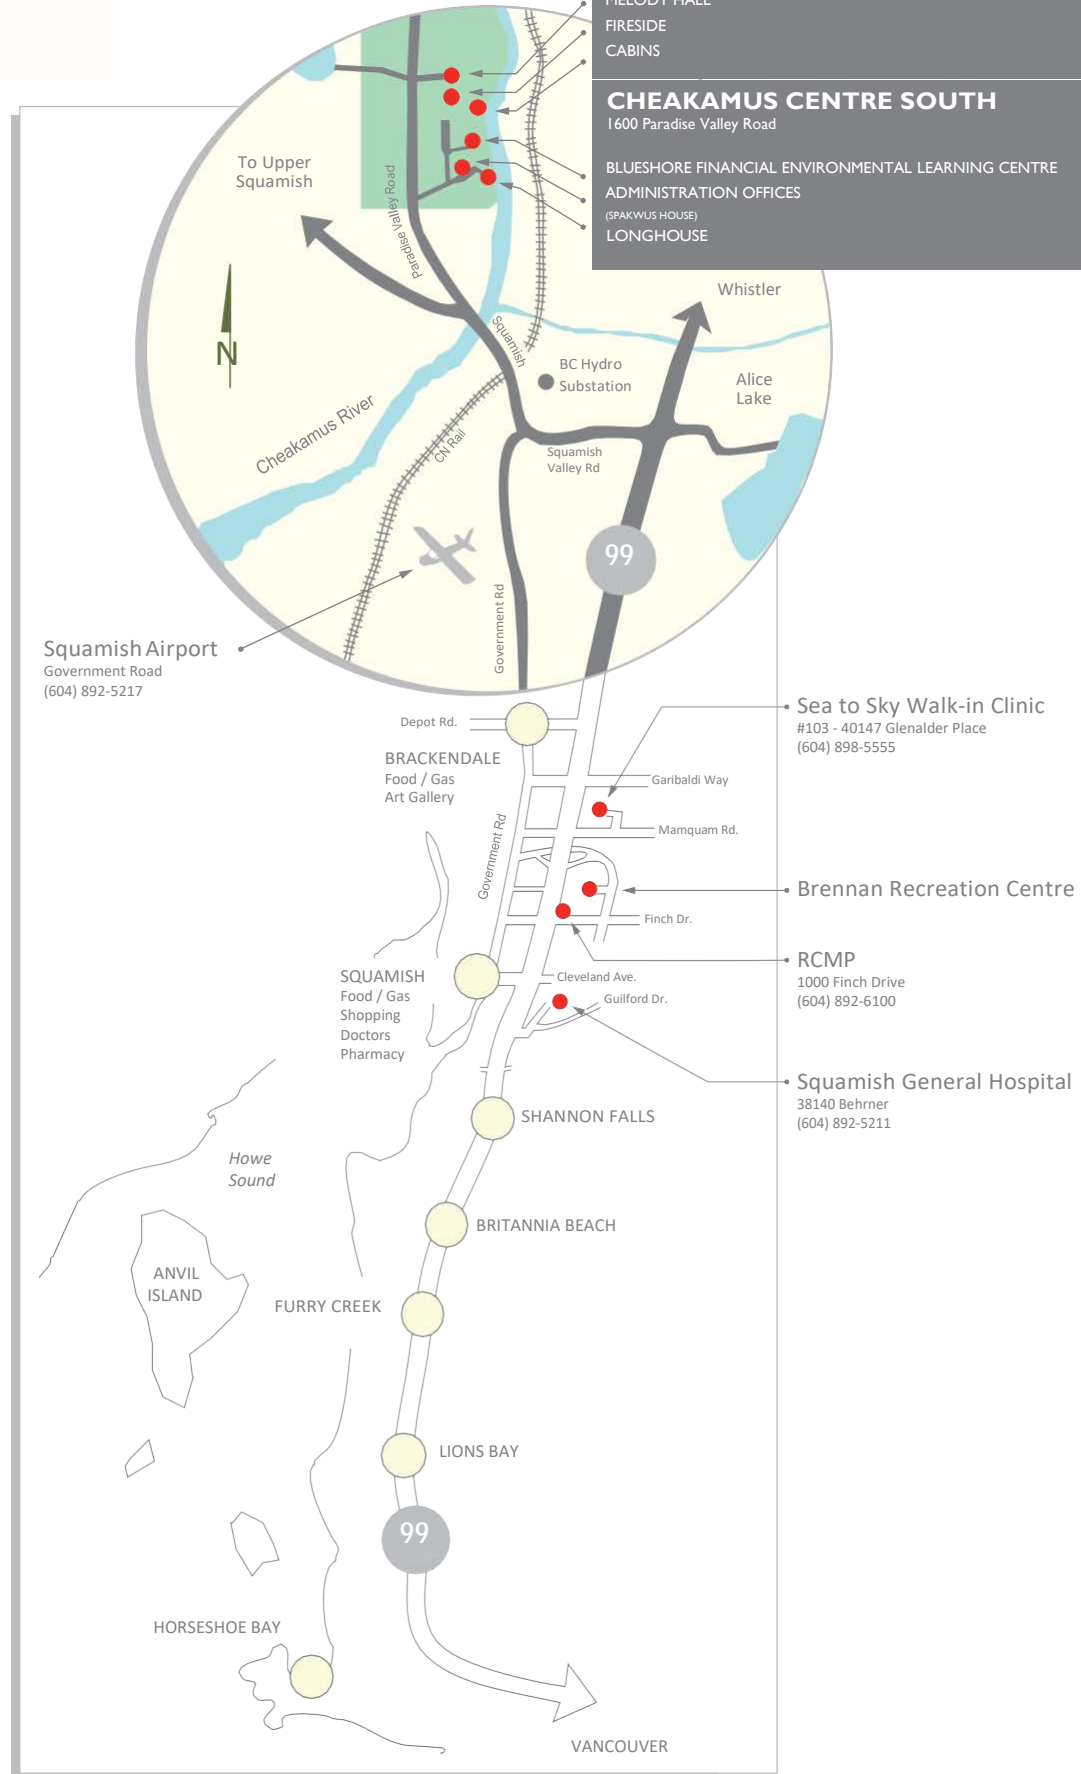 MELODY HALL
FIRESIDE
CABINS
CHEAKAMUS CENTRE SOUTH
1600 Paradise Valley Road
BLUESHORE FINANCIAL ENVIRONMENTAL LEARNING CENTRE
ADMINISTRATION OFFICES
(SPAKWUS HOUSE)
LONGHOUSE
To Upper
Squamish
Paradise Valley Road
N
Squamish
Whistler
BC Hydro
Substation
Alice
Lake
Cheakamus River
CN Rail
Squamish
Valley Rd
99
Government Rd
Squamish Airport
Government Road
(604) 892-5217
Depot Rd.
BRACKENDALE
Food / Gas
Art Gallery
Sea to Sky Walk-in Clinic
#103 - 40147 Glenalder Place
(604) 898-5555
Garibaldi Way
Government Rd
Mamquam Rd.
Brennan Recreation Centre
Finch Dr.
RCMP
1000 Finch Drive
(604) 892-6100
SQUAMISH
Food / Gas
Shopping
Doctors
Pharmacy
Cleveland Ave.
Guilford Dr.
Squamish General Hospital
38140 Behrner
(604) 892-5211
SHANNON FALLS
Howe
Sound
BRITANNIA BEACH
ANVIL
ISLAND
FURRY CREEK
LIONS BAY
99
HORSESHOE BAY
VANCOUVER